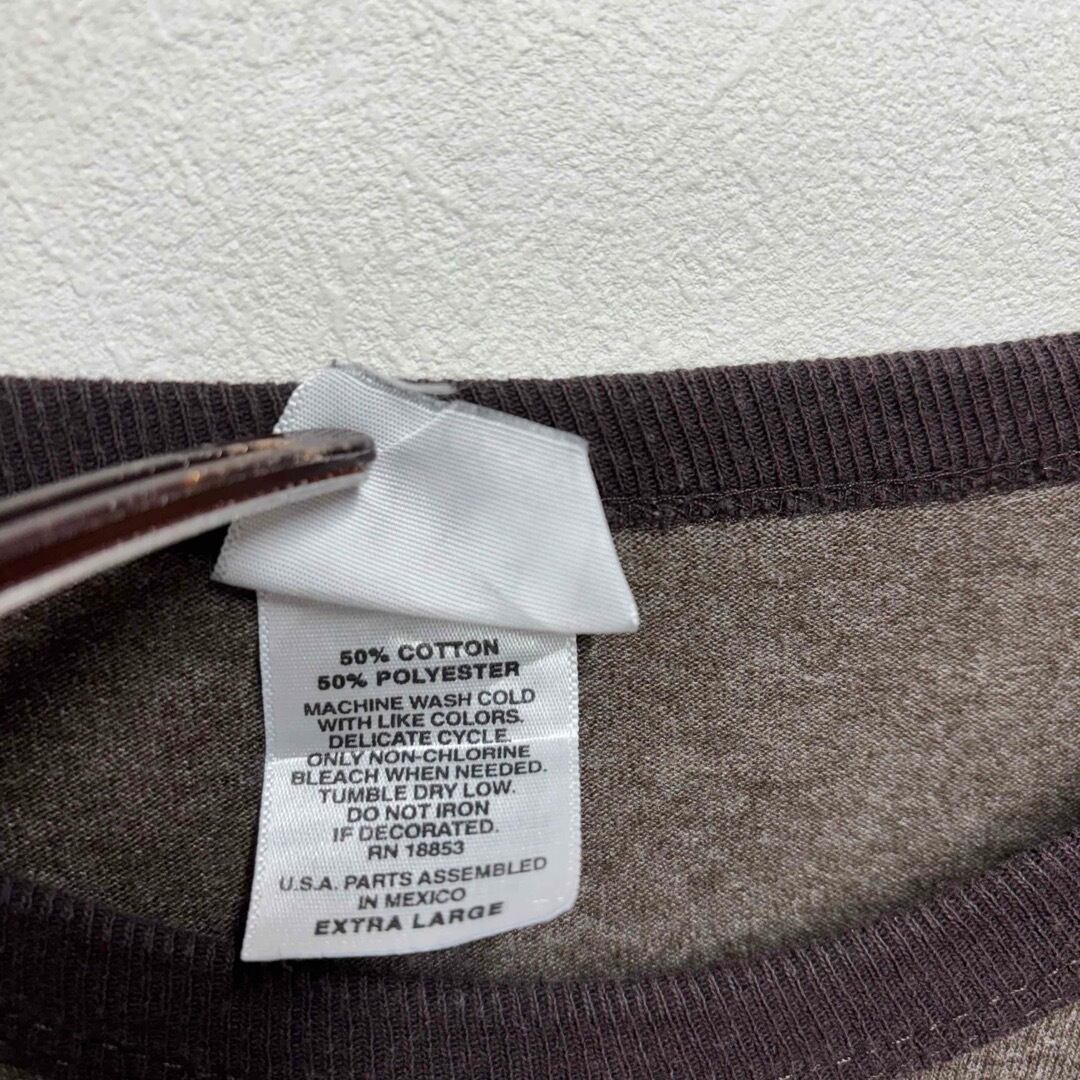 50% COTTON
50% POLYESTER
MACHINE WASH COLD
WITH LIKE COLORS.
DELICATE CYCLE.
ONLY NON-CHLORINE
BLEACH WHEN NEEDED.
TUMBLE DRY LOW.
DO NOT IRON
IF DECORATED.
RN 18853
U.S.A. PARTS ASSEMBLED
IN MEXICO
EXTRA LARGE